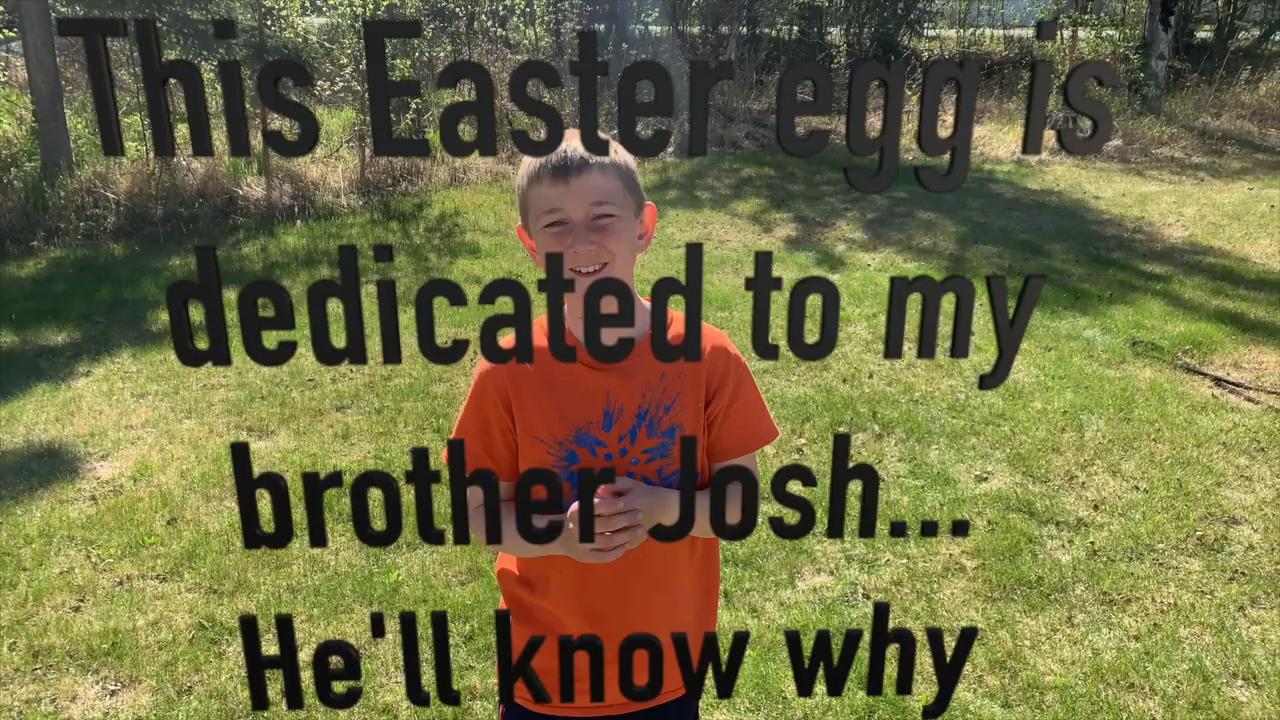 This Easter egg is
dedicated to my
brother Josh...
He'll know why